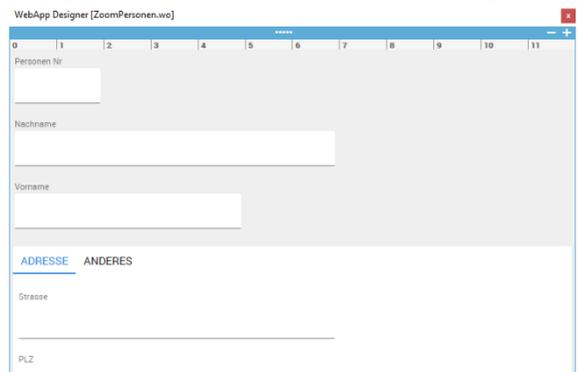 WebApp Designer [ZoomPersonen.wo]
x
0 1 2 3 4 5 6 7 8 9 10 11
Personen Nr
Nachname
Vorname
ADRESSE ANDERES
Strasse
PLZ